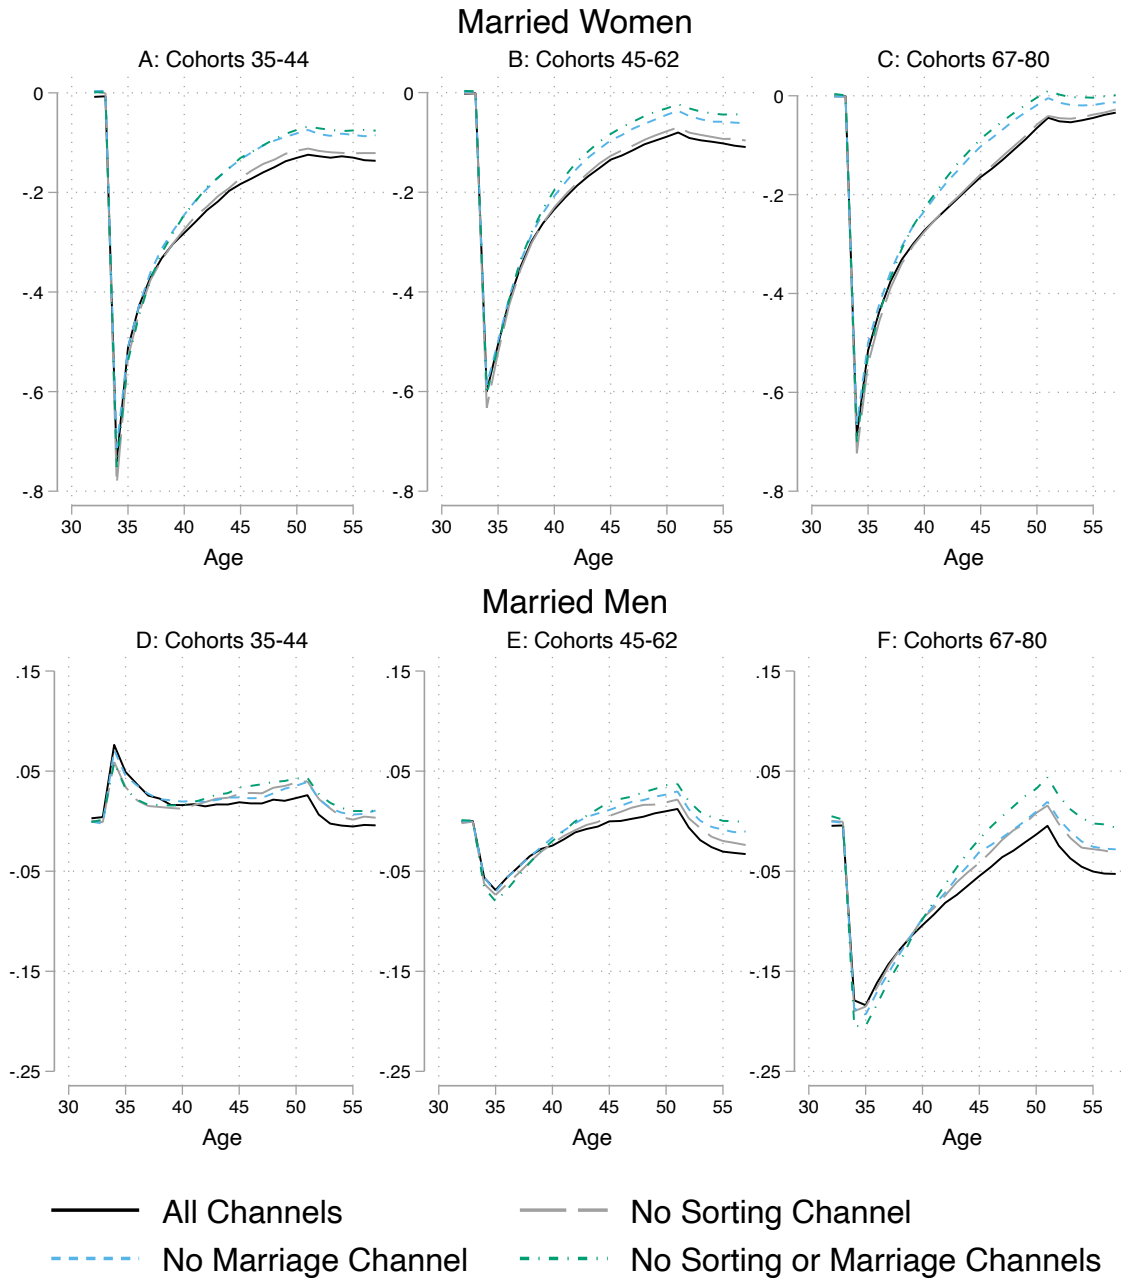 Married Women
A: Cohorts 35-44
B: Cohorts 45-62
C: Cohorts 67-80
0
-.2
-.4
-.6
-.8
30 35 40 45 50 55
Age
0
-.2
-.4
-.6
-.8
30 35 40 45 50 55
Age
0
-.2
-.4
-.6
-.8
30 35 40 45 50 55
Age
Married Men
D: Cohorts 35-44
E: Cohorts 45-62
F: Cohorts 67-80
.15
.05
-.05
-.15
-.25
30 35 40 45 50 55
Age
.15
.05
-.05
-.15
-.25
30 35 40 45 50 55
Age
.15
.05
-.05
-.15
-.25
30 35 40 45 50 55
Age
All Channels
No Sorting Channel
No Marriage Channel
No Sorting or Marriage Channels